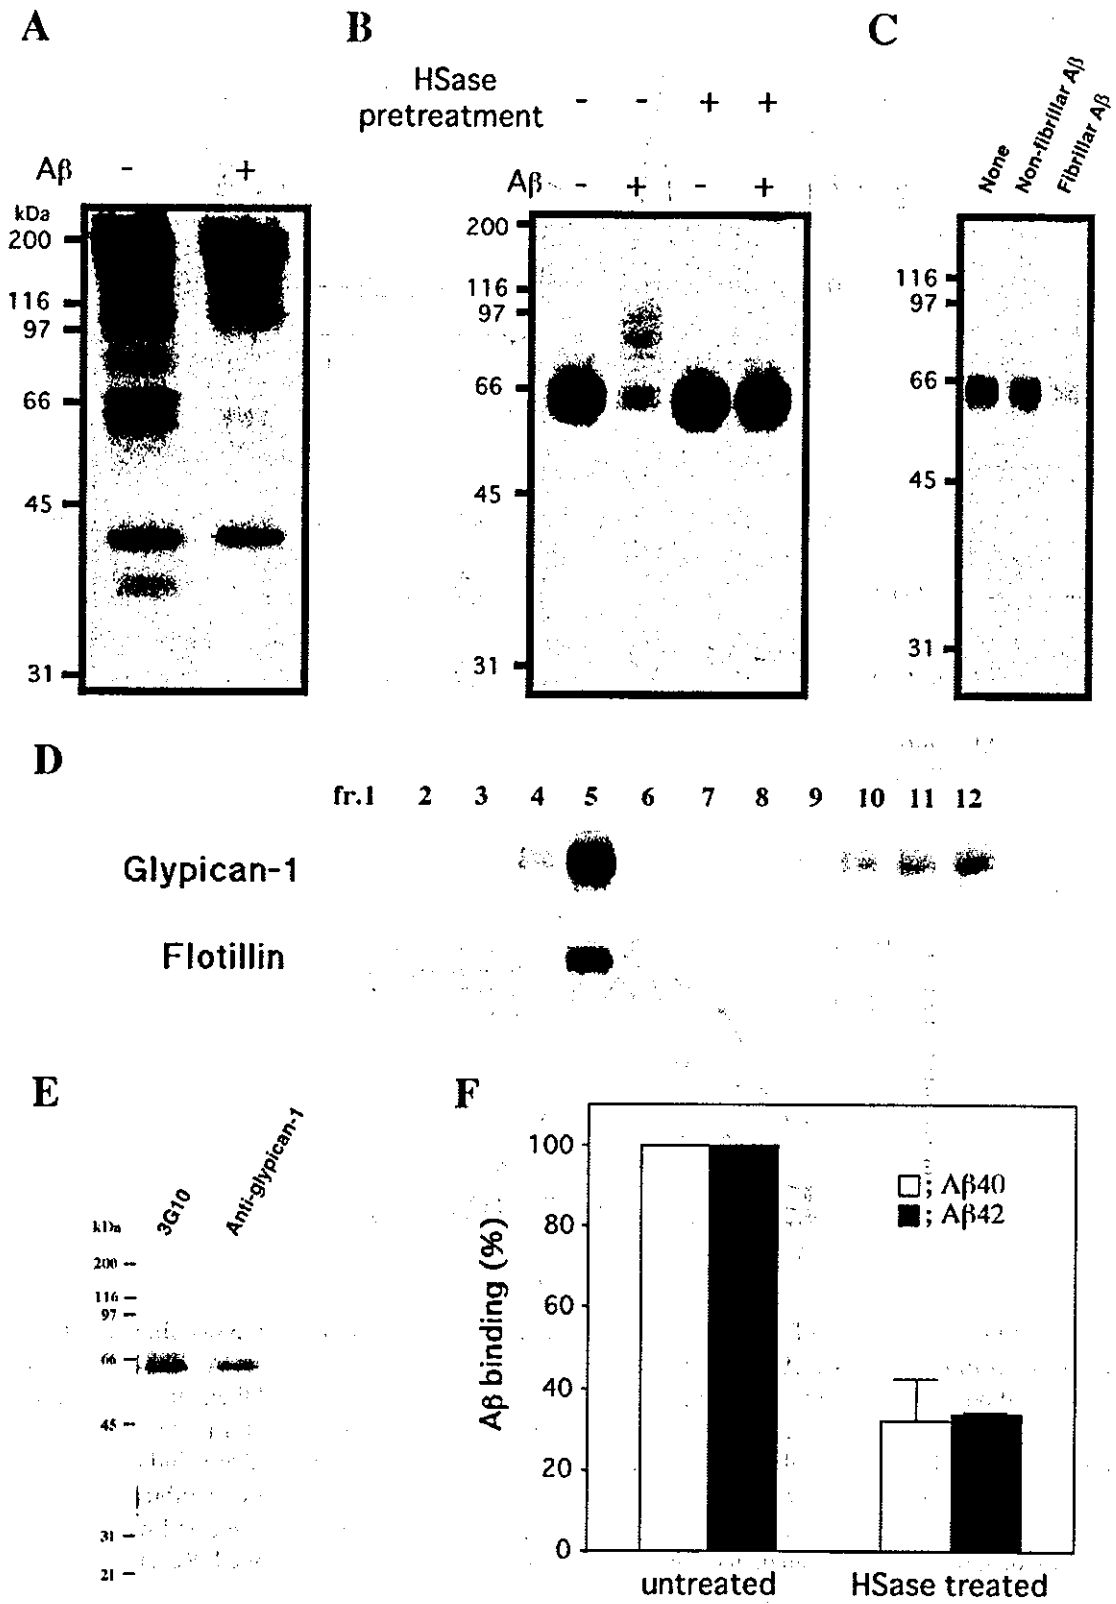 A
Aβ - +
kDa
200
116
97
66
45
31
B
HSase
pretreatment - - + +
Aβ - + - +
200
116
97
66
45
31
C
None
Non-fibrillar Aβ
Fibrillar Aβ
116
97
66
45
31
D
fr.1 2 3 4 5 6 7 8 9 10 11 12
Glypican-1
Flotillin
E
kDa
3G10
Anti-glypican-1
200
116
97
66
45
31
21
F
Aβ binding (%)
100
80
60
40
20
0
; Aβ40
; Aβ42
untreated
HSase treated